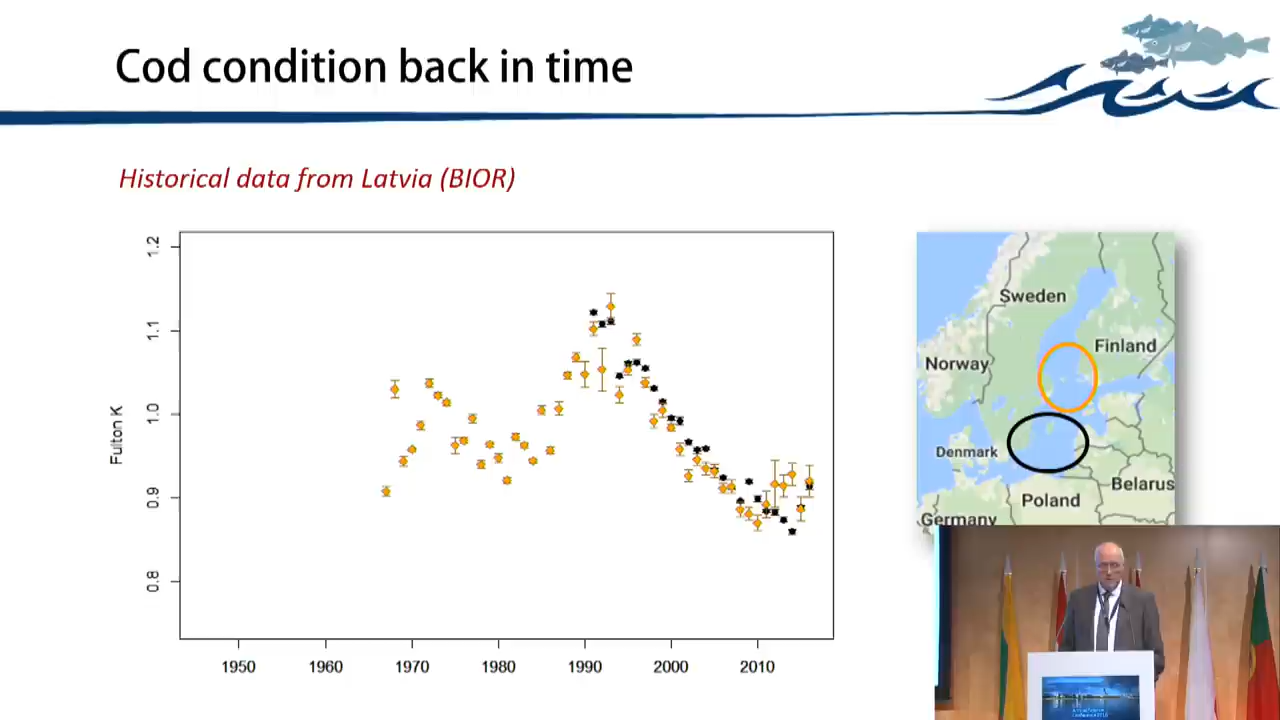 Cod condition back in time
Historical data from Latvia (BIOR)
Fulton K
1.2
1.1
1.0
0.9
0.8
1950 1960 1970 1980 1990 2000 2010
Sweden
Finland
Norway
Denmark
Belarus
Poland
Germany